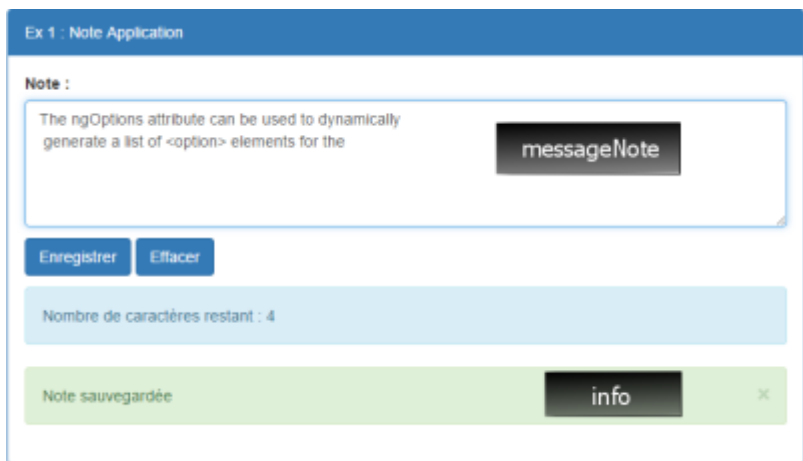 Ex 1 : Note Application
Note :
The ngOptions attribute can be used to dynamically
generate a list of <option> elements for the
messageNote
Enregistrer Effacer
Nombre de caractères restant : 4
Note sauvegardée
info
×